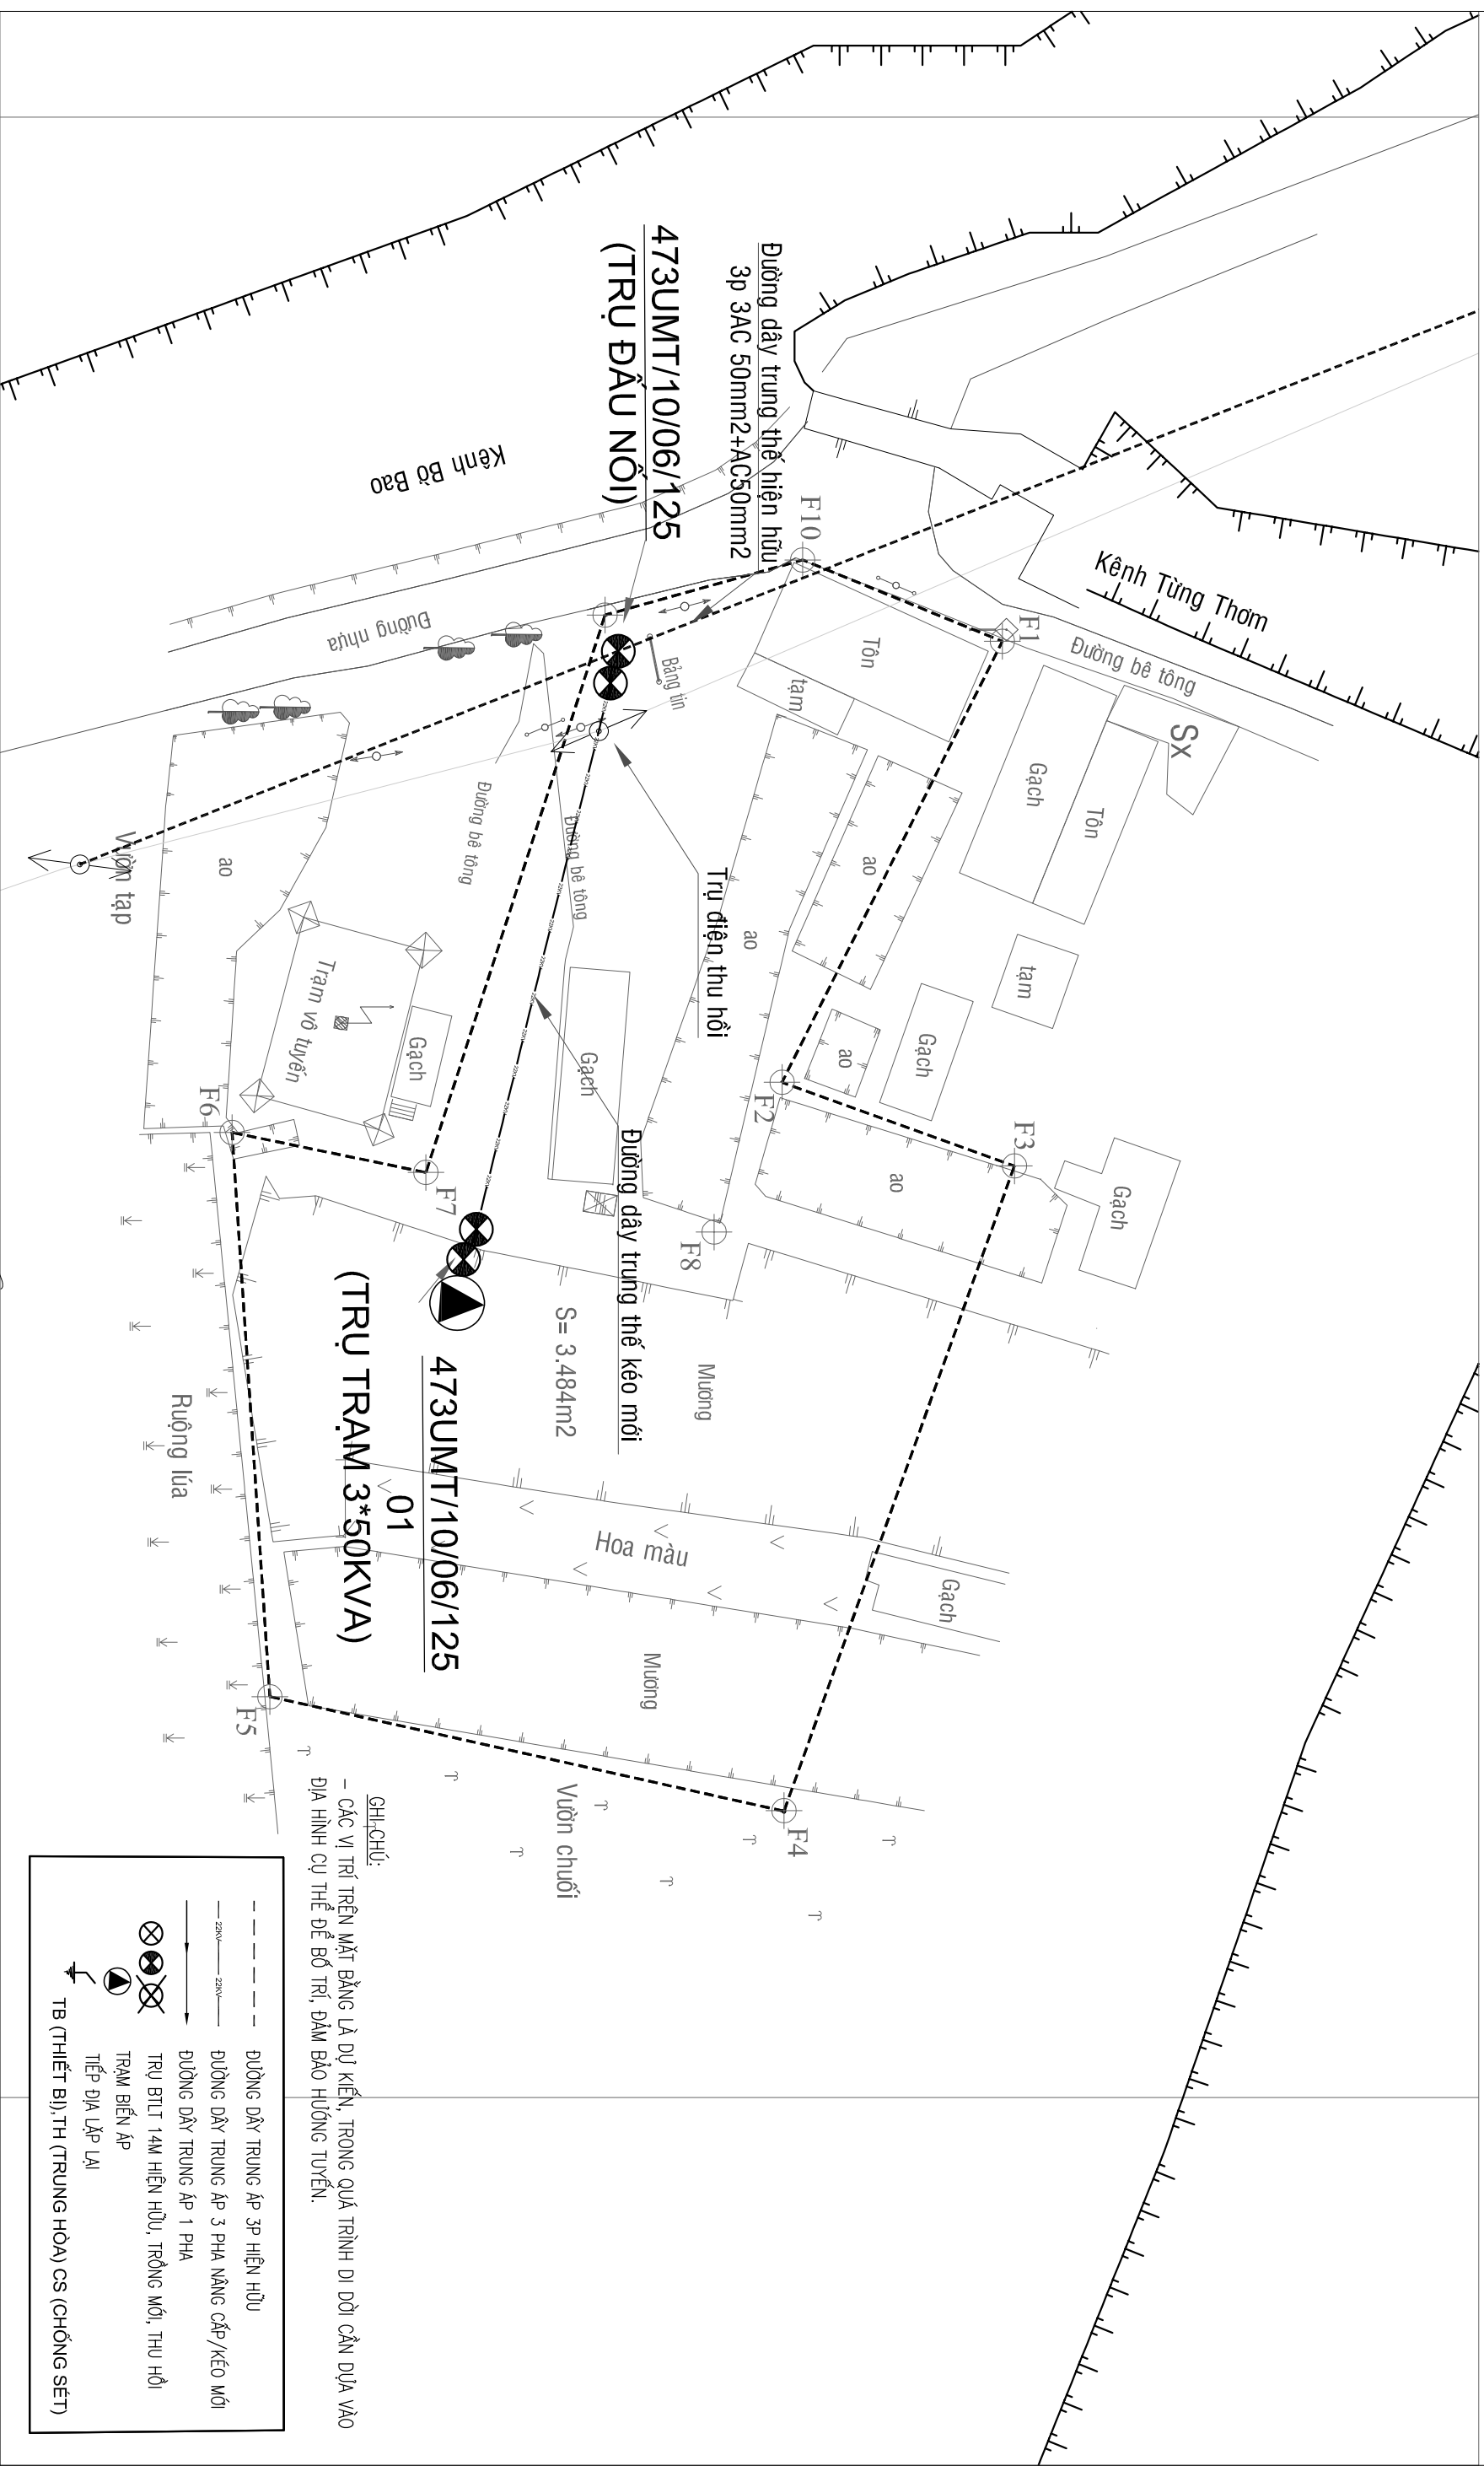 Kênh Từng Thơm
Đường bê tông
Sx
Gạch
Tôn
tạm
Gạch
Gạch
F1
F10
Tôn
tạm
ao
ao
ao
F2
F3
ao
Gạch
F4
Đường dây trung thế hiện hữu
3p 3AC 50mm2+AC50mm2
473UMT/10/06/125
(TRỤ ĐẤU NỐI)
Bảng tin
Trụ điện thu hồi
F8
Mương
Đường dây trung thế kéo mới
S= 3.484m2
Hoa màu
Mương
Vườn chuối
Gạch
Gạch
Đường bê tông
Đường bê tông
22KV
Kênh Bờ Bao
Đường nhựa
F7
473UMT/10/06/125
01
(TRỤ TRẠM 3*50KVA)
Gạch
Trạm vô tuyến
F6
F5
ao
Vườn tạp
Ruộng lúa
GHI CHÚ:
– CÁC VỊ TRÍ TRÊN MẶT BẰNG LÀ DỰ KIẾN, TRONG QUÁ TRÌNH DI DỜI CẦN DỰA VÀO
ĐỊA HÌNH CỤ THỂ ĐỂ BỐ TRÍ, ĐẢM BẢO HƯỚNG TUYẾN.
ĐƯỜNG DÂY TRUNG ÁP 3P HIỆN HỮU
22KV 22KV ĐƯỜNG DÂY TRUNG ÁP 3 PHA NÂNG CẤP/KÉO MỚI
ĐƯỜNG DÂY TRUNG ÁP 1 PHA
TRỤ BTLT 14M HIỆN HỮU, TRỒNG MỚI, THU HỒI
TRẠM BIẾN ÁP
TIẾP ĐỊA LẶP LẠI
TB (THIẾT BỊ),TH (TRUNG HÒA) CS (CHỐNG SÉT)